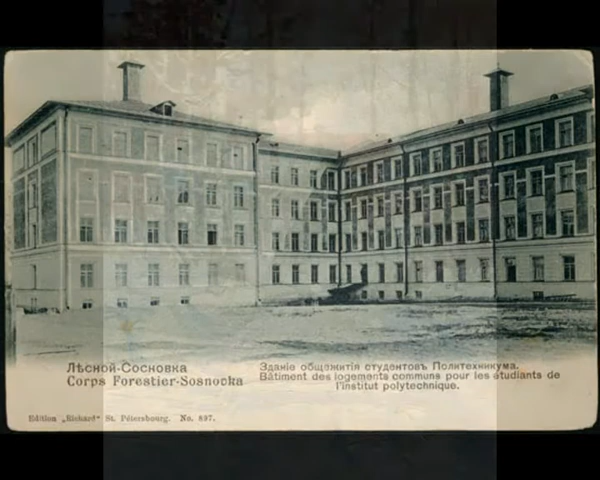 Лѣсной-Сосновка
Corps Forestier-Sosnocka
Зданіе общежитія студентовъ Политехникума.
Bâtiment des logements communs pour les étudiants de
l'institut polytechnique.
Edition „Richard" St. Pétersbourg. No. 897.